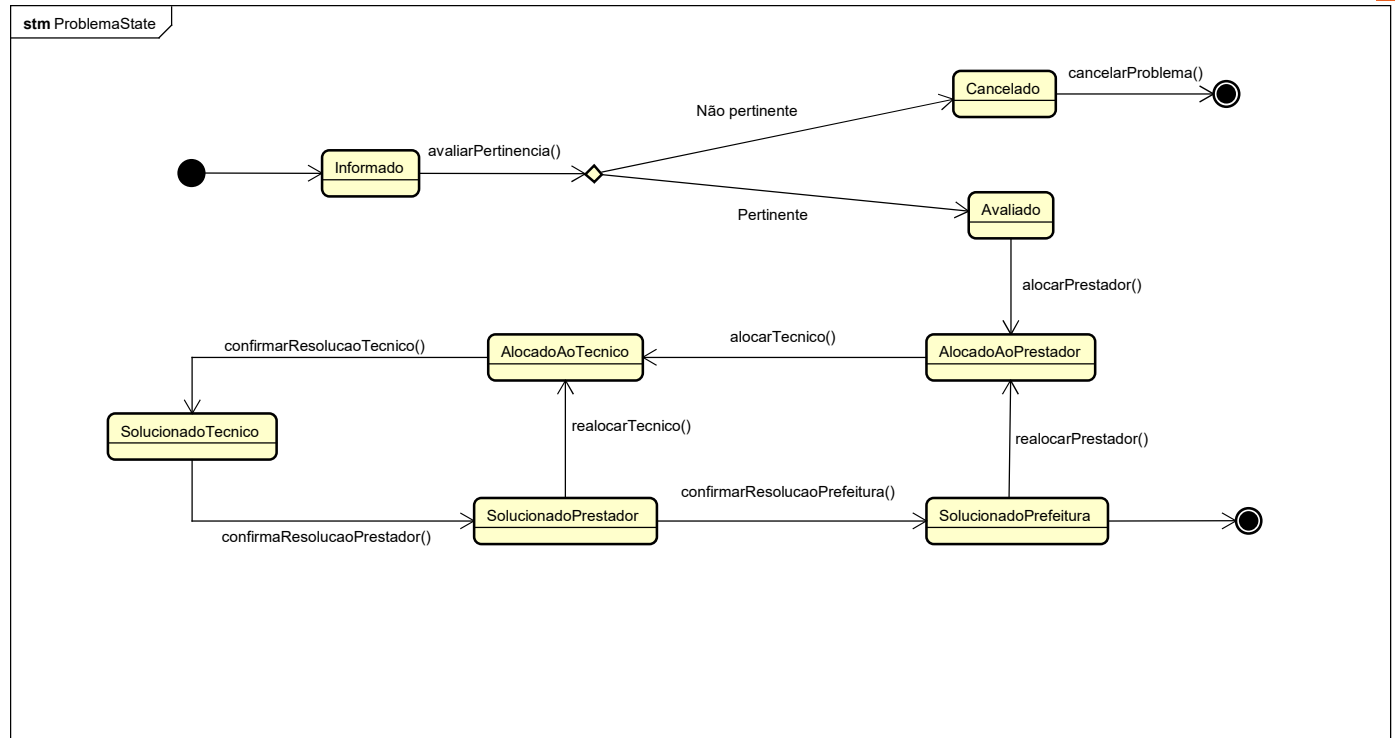 stm ProblemaState
cancelarProblema()
Cancelado
Não pertinente
avaliarPertinencia()
Informado
Avaliado
Pertinente
alocarPrestador()
alocarTecnico()
confirmarResolucaoTecnico()
AlocadoAoTecnico
AlocadoAoPrestador
realocarTecnico()
SolucionadoTecnico
realocarPrestador()
confirmarResolucaoPrefeitura()
SolucionadoPrestador
SolucionadoPrefeitura
confirmaResolucaoPrestador()